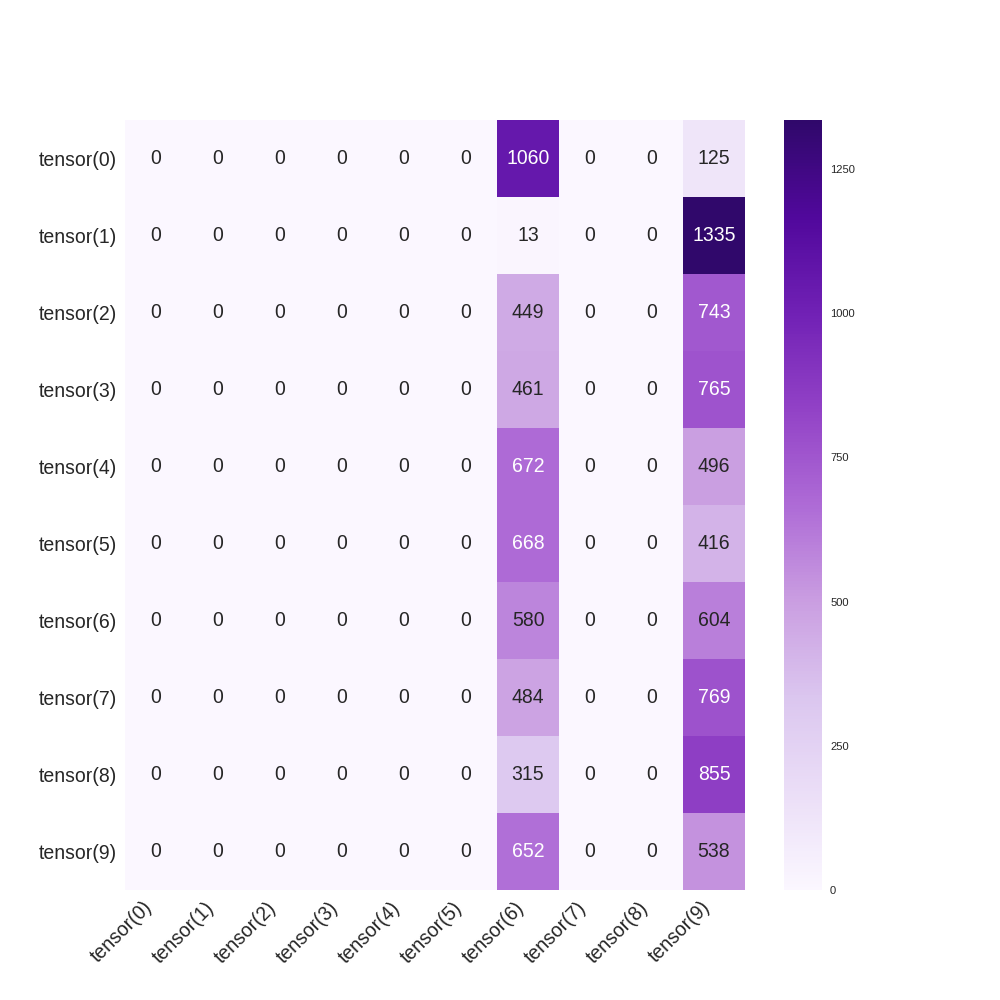 tensor(0) 0 0 0 0 0 0 1060 0 0 125
tensor(1) 0 0 0 0 0 0 13 0 0 1335
tensor(2) 0 0 0 0 0 0 449 0 0 743
tensor(3) 0 0 0 0 0 0 461 0 0 765
tensor(4) 0 0 0 0 0 0 672 0 0 496
tensor(5) 0 0 0 0 0 0 668 0 0 416
tensor(6) 0 0 0 0 0 0 580 0 0 604
tensor(7) 0 0 0 0 0 0 484 0 0 769
tensor(8) 0 0 0 0 0 0 315 0 0 855
tensor(9) 0 0 0 0 0 0 652 0 0 538
tensor(0) tensor(1) tensor(2) tensor(3) tensor(4) tensor(5) tensor(6) tensor(7) tensor(8) tensor(9)
1250
1000
750
500
250
0